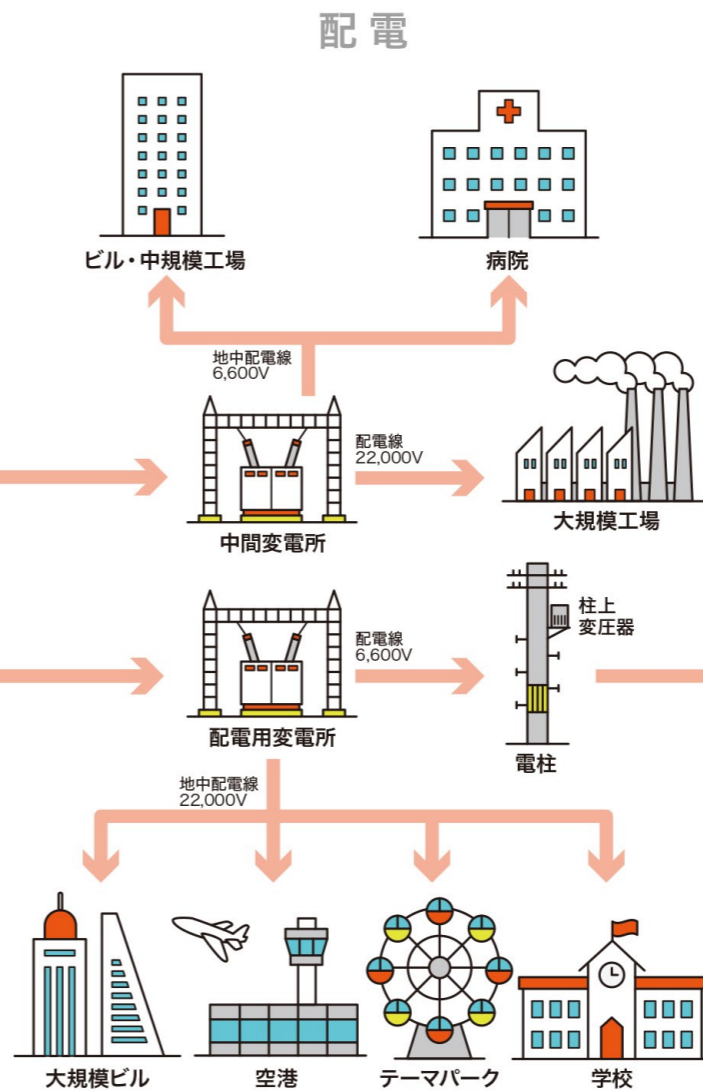 配電
ビル・中規模工場
病院
地中配電線
6,600V
配電線
22,000V
大規模工場
中間変電所
柱上
変圧器
配電線
6,600V
配電用変電所
電柱
地中配電線
22,000V
大規模ビル
空港
テーマパーク
学校